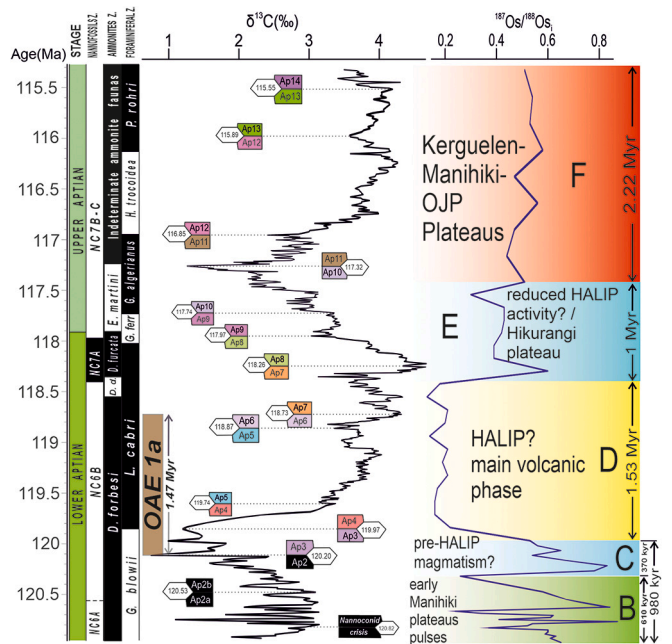 δ¹³C(‰)
¹⁸⁷Os/¹⁸⁸Osᵢ
Age(Ma)
STAGE
NANNOFOSSILS Z.
AMMONITES Z.
FORAMINIFERAL Z.
1 2 3 4
0.2 0.4 0.6 0.8
115.5
116
116.5
117
117.5
118
118.5
119
119.5
120
120.5
UPPER APTIAN
LOWER APTIAN
NC7B-C
NC7A
NC6B
NC6A
Indeterminate ammonite faunas
E. martini
D. furcata
D. d.
D. forbesi
P. rohri
H. trocoidea
G. algerianus
G. ferr
L. cabri
G. blowii
OAE 1a
1.47 Myr
Ap14
115.55
Ap13
Ap13
115.89
Ap12
Ap12
116.85
Ap11
Ap11
117.32
Ap10
Ap10
117.74
Ap9
Ap9
117.97
Ap8
Ap8
118.26
Ap7
Ap7
118.73
Ap6
Ap6
118.87
Ap5
Ap5
119.74
Ap4
Ap4
119.97
Ap3
Ap3
120.20
Ap2
Ap2b
120.53
Ap2a
Nannoconid
crisis
120.82
Kerguelen-
Manihiki-
OJP
Plateaus
F
2.22 Myr
reduced HALIP
activity? /
Hikurangi
plateau
E
1 Myr
HALIP?
main volcanic
phase
D
1.53 Myr
pre-HALIP
magmatism?
C
370 kyr
early
Manihiki
plateaus
pulses
B
610 kyr
980 kyr